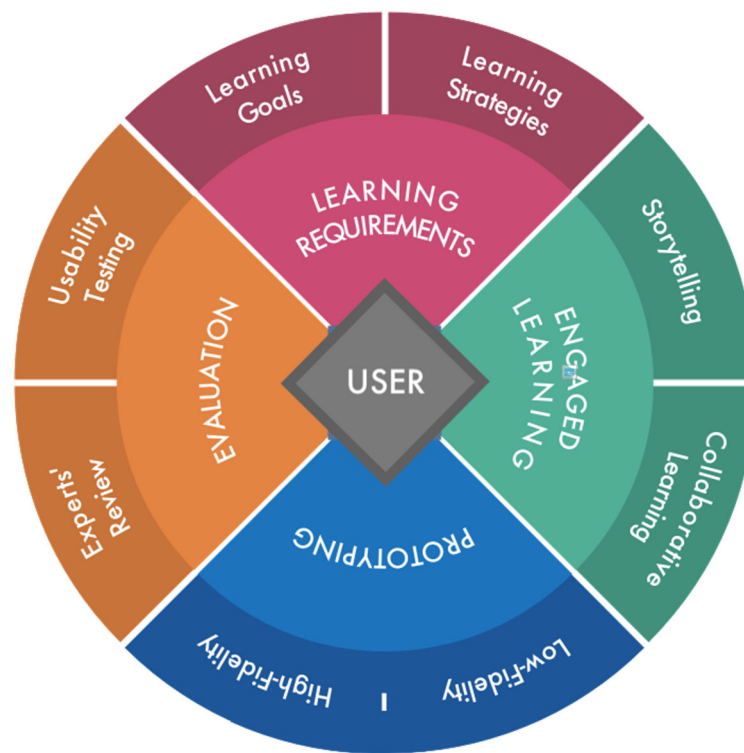 Learning
Goals
Learning
Strategies
LEARNING
REQUIREMENTS
Storytelling
ENGAGED
LEARNING
Collaborative
Learning
USER
Usability
Testing
EVALUATION
Experts'
Review
PROTOTYPING
Low-Fidelity
High-Fidelity